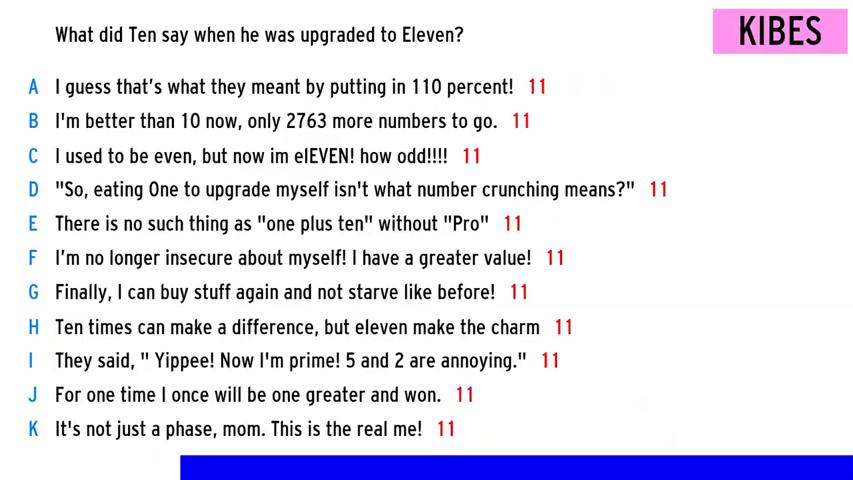 What did Ten say when he was upgraded to Eleven?
KIBES
A I guess that’s what they meant by putting in 110 percent! 11
B I'm better than 10 now, only 2763 more numbers to go. 11
C I used to be even, but now im elEVEN! how odd!!!! 11
D "So, eating One to upgrade myself isn't what number crunching means?" 11
E There is no such thing as "one plus ten" without "Pro" 11
F I’m no longer insecure about myself! I have a greater value! 11
G Finally, I can buy stuff again and not starve like before! 11
H Ten times can make a difference, but eleven make the charm 11
I They said, " Yippee! Now I'm prime! 5 and 2 are annoying." 11
J For one time I once will be one greater and won. 11
K It's not just a phase, mom. This is the real me! 11